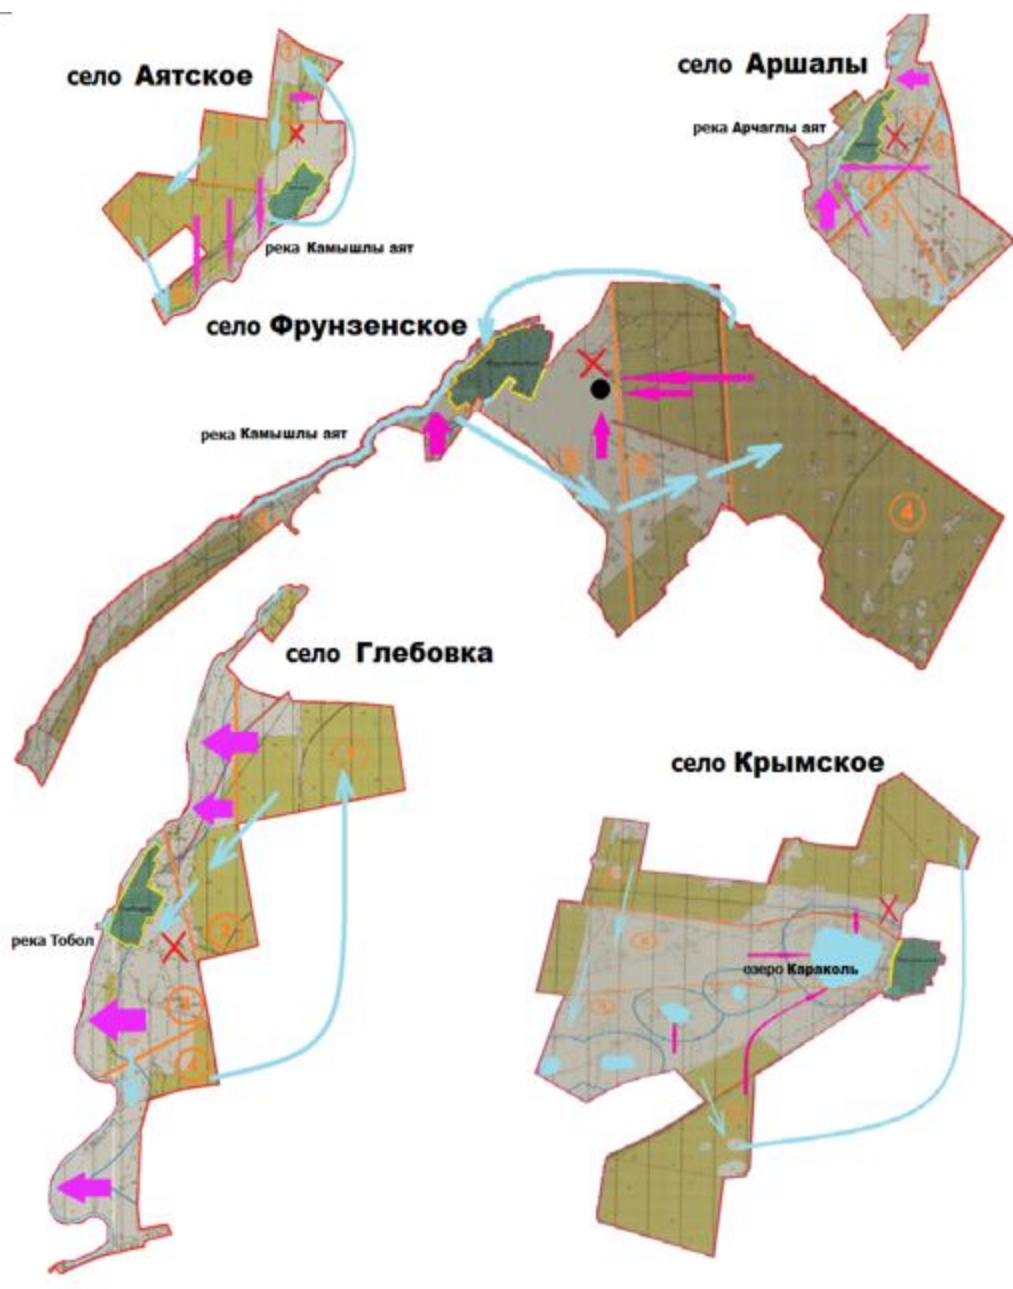 село Аятское
село Аршалы
река Арчаглы аят
река Камышлы аят
село Фрунзенское
река Камышлы аят
4
село Глебовка
село Крымское
река Тобол
озеро Караколь